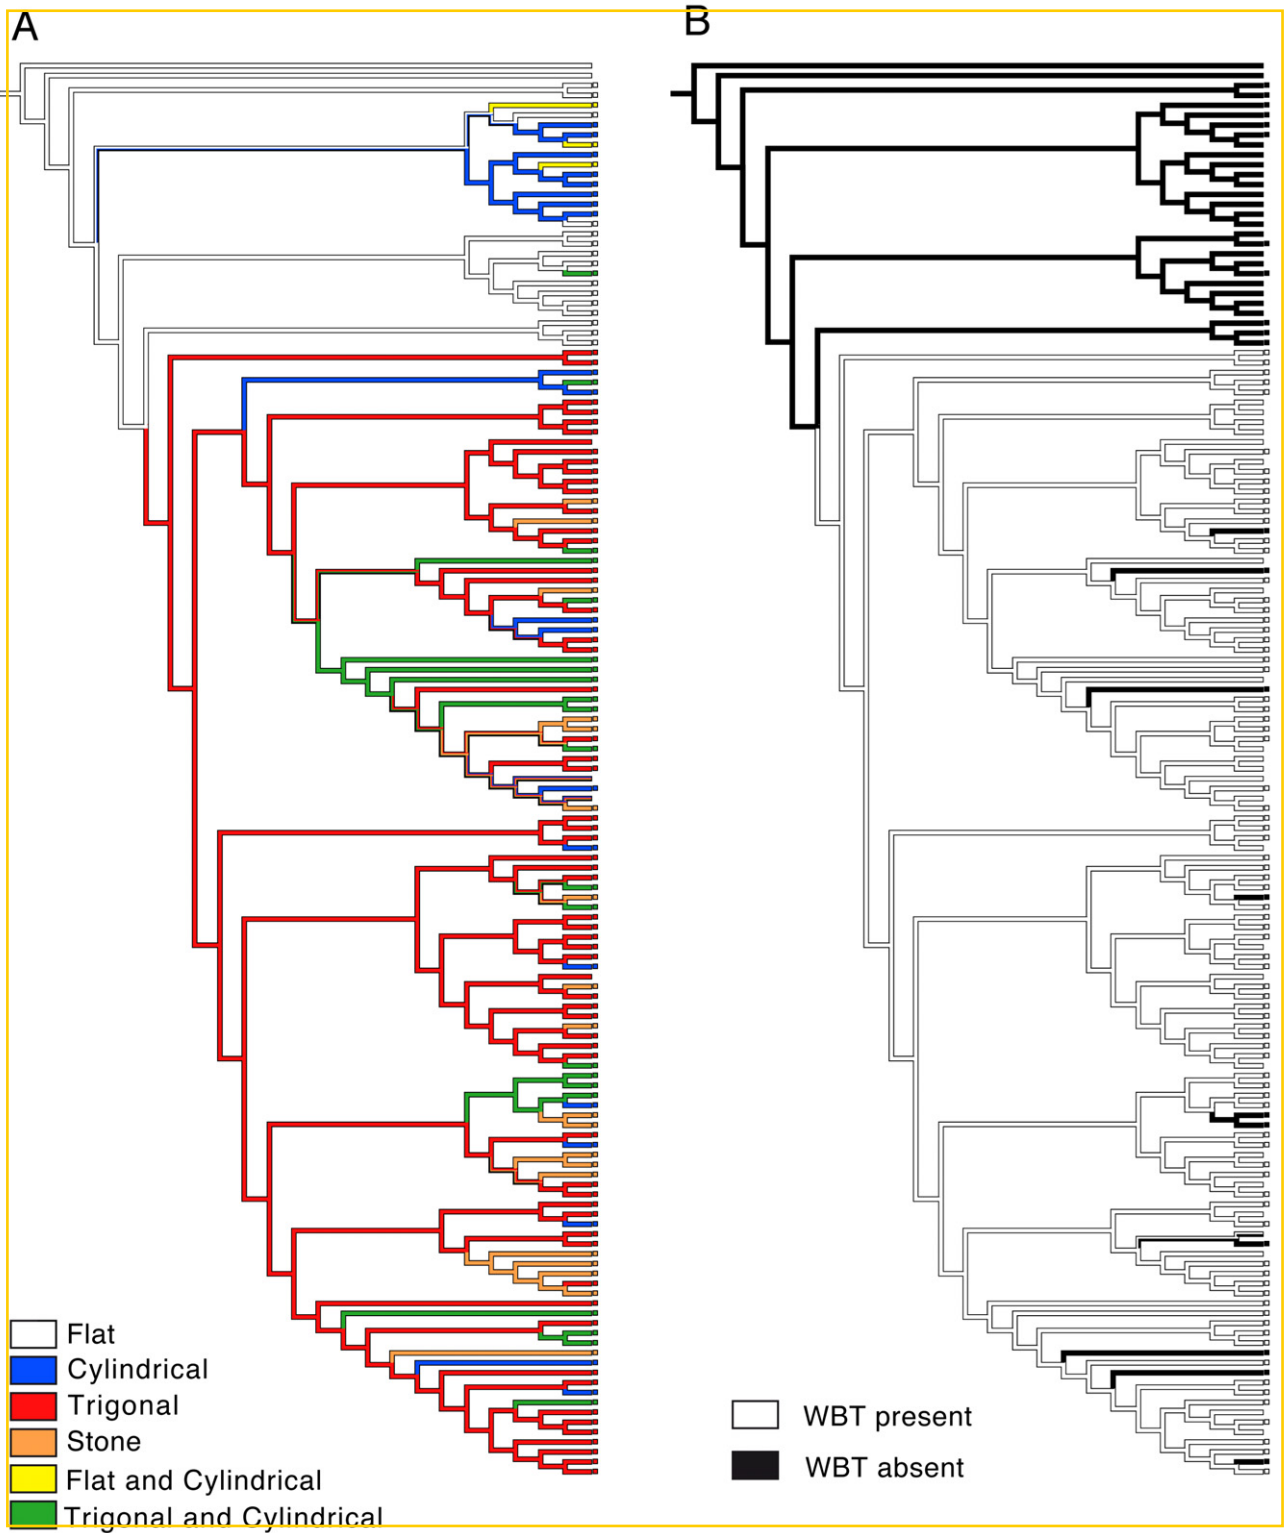 A
B
Flat
Cylindrical
Trigonal
Stone
Flat and Cylindrical
Trigonal and Cylindrical
WBT present
WBT absent